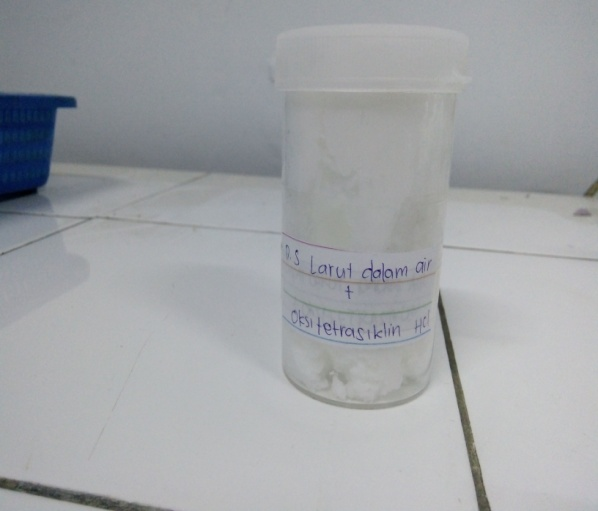 D.S Larut dalam air
+
Oksitetrasiklin Hcl